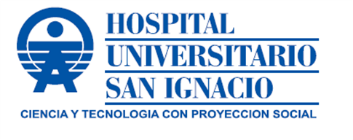 HOSPITAL
UNIVERSITARIO
SAN IGNACIO
CIENCIA Y TECNOLOGIA CON PROYECCION SOCIAL